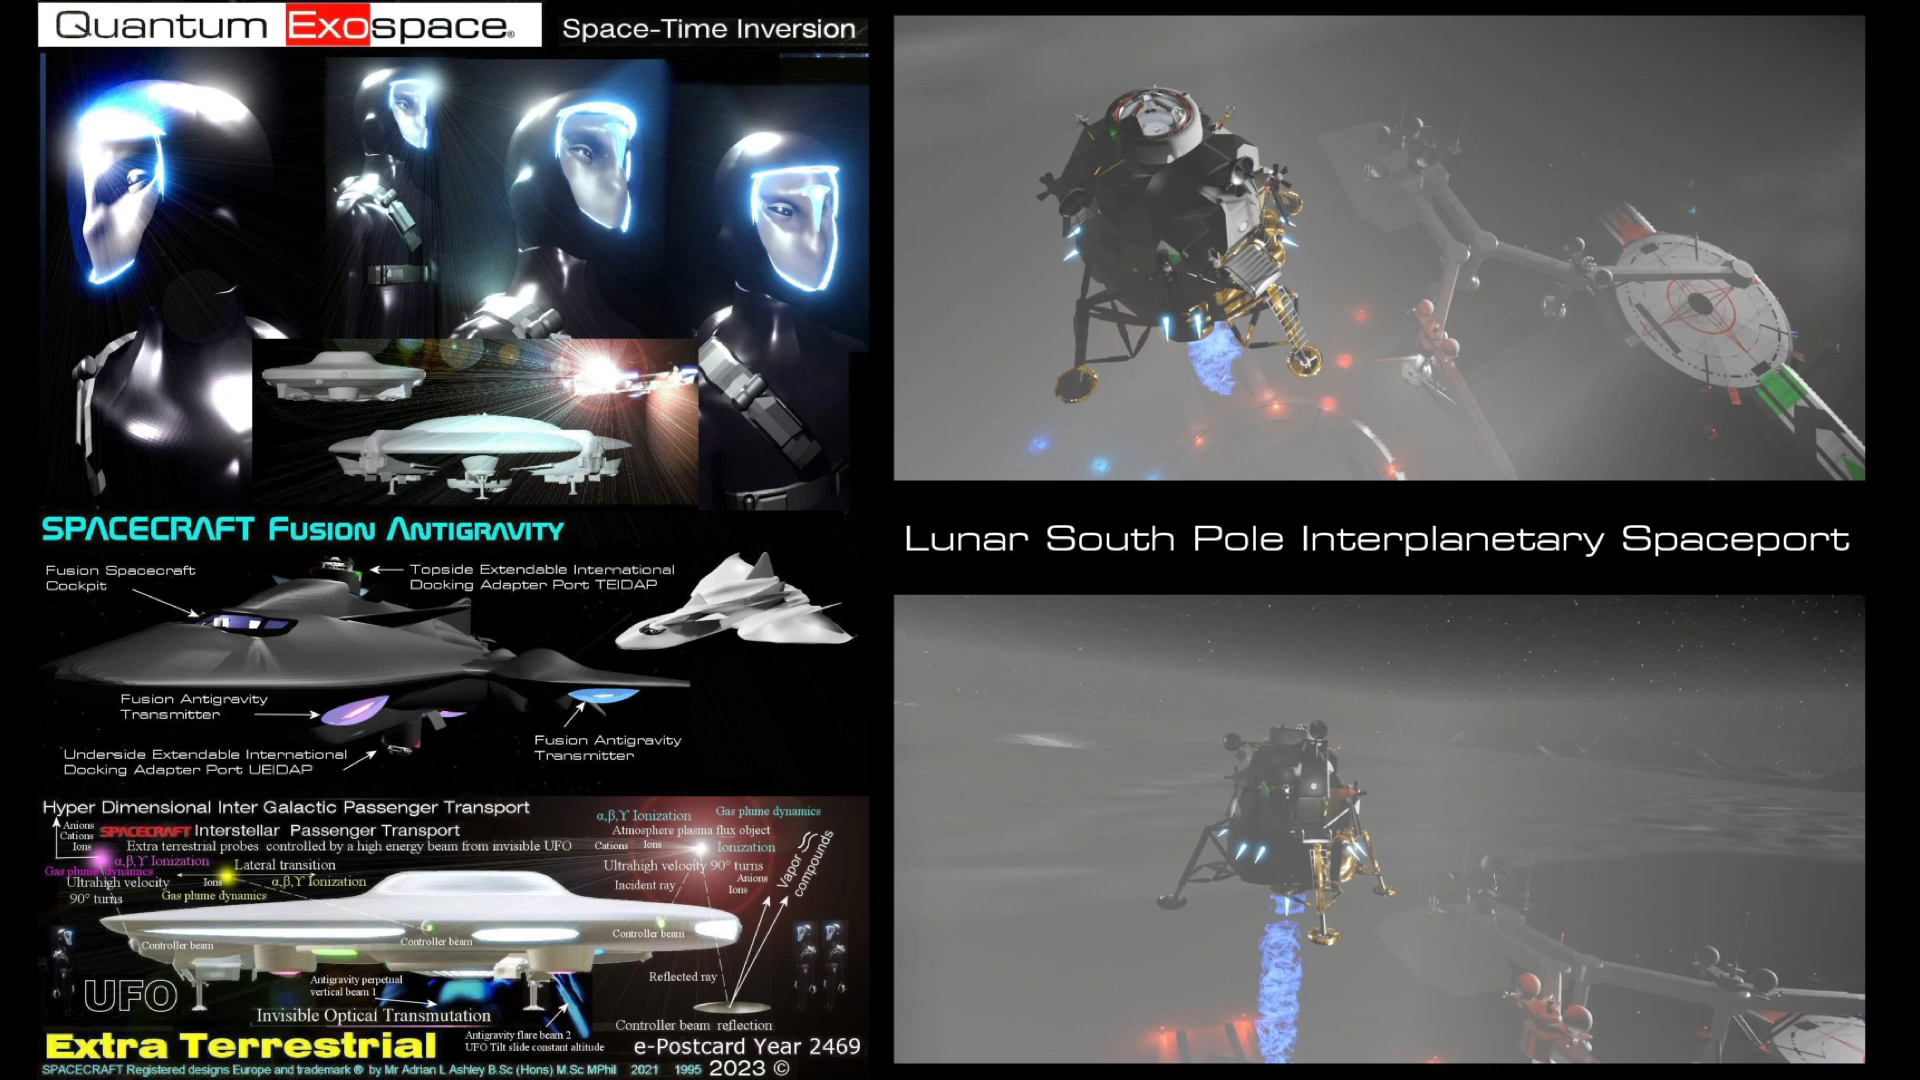 Quantum Exospace®
Space-Time Inversion
SPACECRAFT Fusion Antigravity
Fusion Spacecraft
Cockpit
Topside Extendable International
Docking Adapter Port TEIDAP
Fusion Antigravity
Transmitter
Underside Extendable International
Docking Adapter Port UEIDAP
Fusion Antigravity
Transmitter
Hyper Dimensional Inter Galactic Passenger Transport
Anions
Cations
Ions
SPACECRAFT Interstellar Passenger Transport
Extra terrestrial probes controlled by a high energy beam from invisible UFO
α,β,ϒ Ionization
Gas plume dynamics
Ultrahigh velocity
90° turns
Lateral transition
Ions
α,β,ϒ Ionization
Gas plume dynamics
α,β,ϒ Ionization
Gas plume dynamics
Atmosphere plasma flux object
Cations
Ions
Ionization
Ultrahigh velocity 90° turns
Incident ray
Anions
Ions
Vapor
compounds
Controller beam
Controller beam
Controller beam
UFO
Antigravity perpetual
vertical beam 1
Reflected ray
Invisible Optical Transmutation
Controller beam reflection
Extra Terrestrial
Antigravity flare beam 2
UFO Tilt slide constant altitude
e-Postcard Year 2469
SPACECRAFT Registered designs Europe and trademark ® by Mr Adrian L Ashley B.Sc (Hons) M.Sc MPhil 2021 1995 2023 ©
Lunar South Pole Interplanetary Spaceport